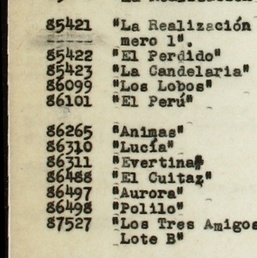 85421 "La Realización
mero 1".
85422 "El Perdido"
85423 "La Candelaria"
86099 "Los Lobos"
86101 "El Perú"
86265 "Animas"
86310 "Lucía"
86311 "Evertina"
86488 "El Cuitaz"
86497 "Aurora"
86498 "Polilo"
87527 "Los Tres Amigos
Lote B"